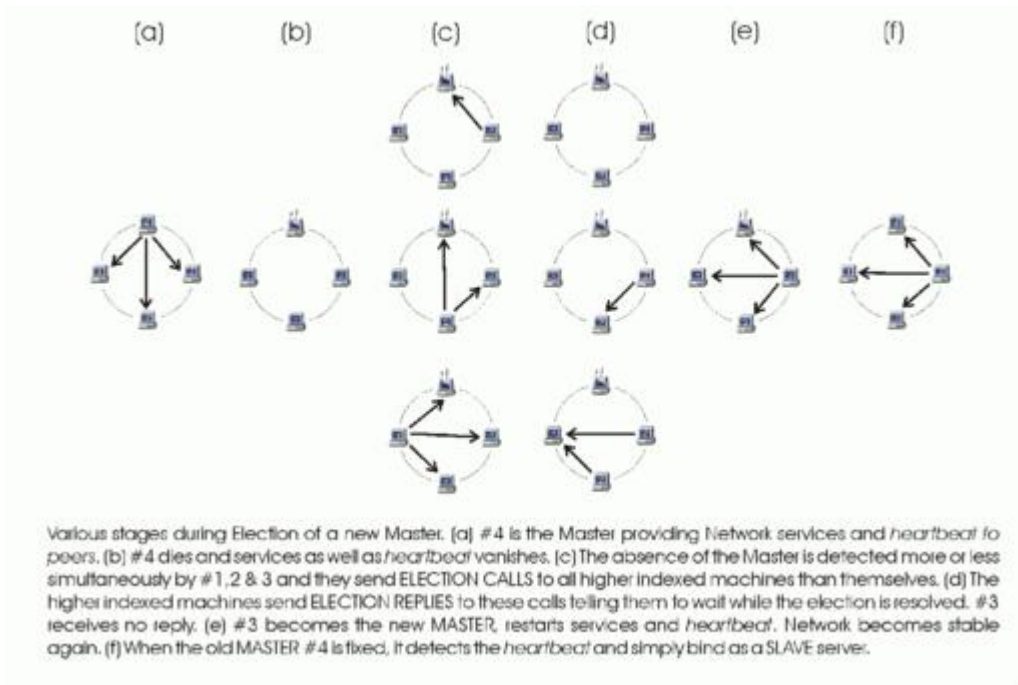 (a) (b) (c) (d) (e) (f)
Various stages during Election of a new Master. (a) #4 is the Master providing Network services and heartbeat to
peers. (b) #4 dies and services as well as heartbeat vanishes. (c) The absence of the Master is detected more or less
simultaneously by #1,2 & 3 and they send ELECTION CALLS to all higher indexed machines than themselves. (d) The
higher indexed machines send ELECTION REPLIES to these calls telling them to wait while the election is resolved. #3
receives no reply. (e) #3 becomes the new MASTER, restarts services and heartbeat. Network becomes stable
again. (f) When the old MASTER #4 is fixed, it detects the heartbeat and simply bind as a SLAVE server.